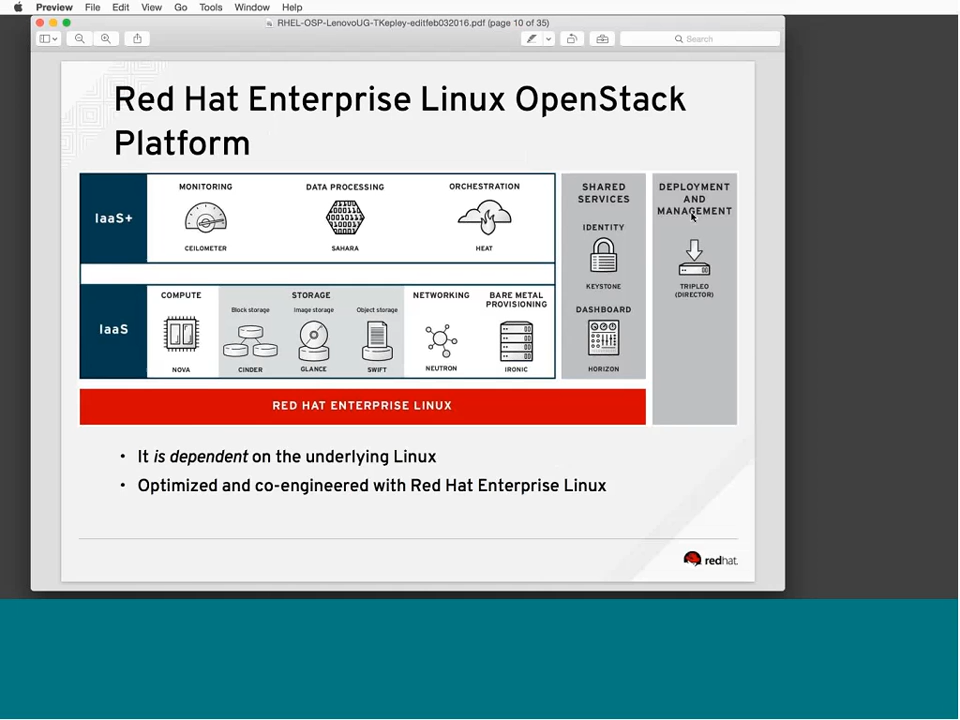 Preview File Edit View Go Tools Window Help
RHEL-OSP-LenovoUG-TKepley-editfeb032016.pdf (page 10 of 35)
Search
Red Hat Enterprise Linux OpenStack
Platform
IaaS+
MONITORING
CEILOMETER
DATA PROCESSING
SAHARA
ORCHESTRATION
HEAT
IaaS
COMPUTE
NOVA
STORAGE
Block storage
CINDER
Image storage
GLANCE
Object storage
SWIFT
NETWORKING
NEUTRON
BARE METAL
PROVISIONING
IRONIC
SHARED
SERVICES
IDENTITY
KEYSTONE
DASHBOARD
HORIZON
DEPLOYMENT
AND
MANAGEMENT
TRIPLEO
(DIRECTOR)
RED HAT ENTERPRISE LINUX
• It is dependent on the underlying Linux
• Optimized and co-engineered with Red Hat Enterprise Linux
redhat.